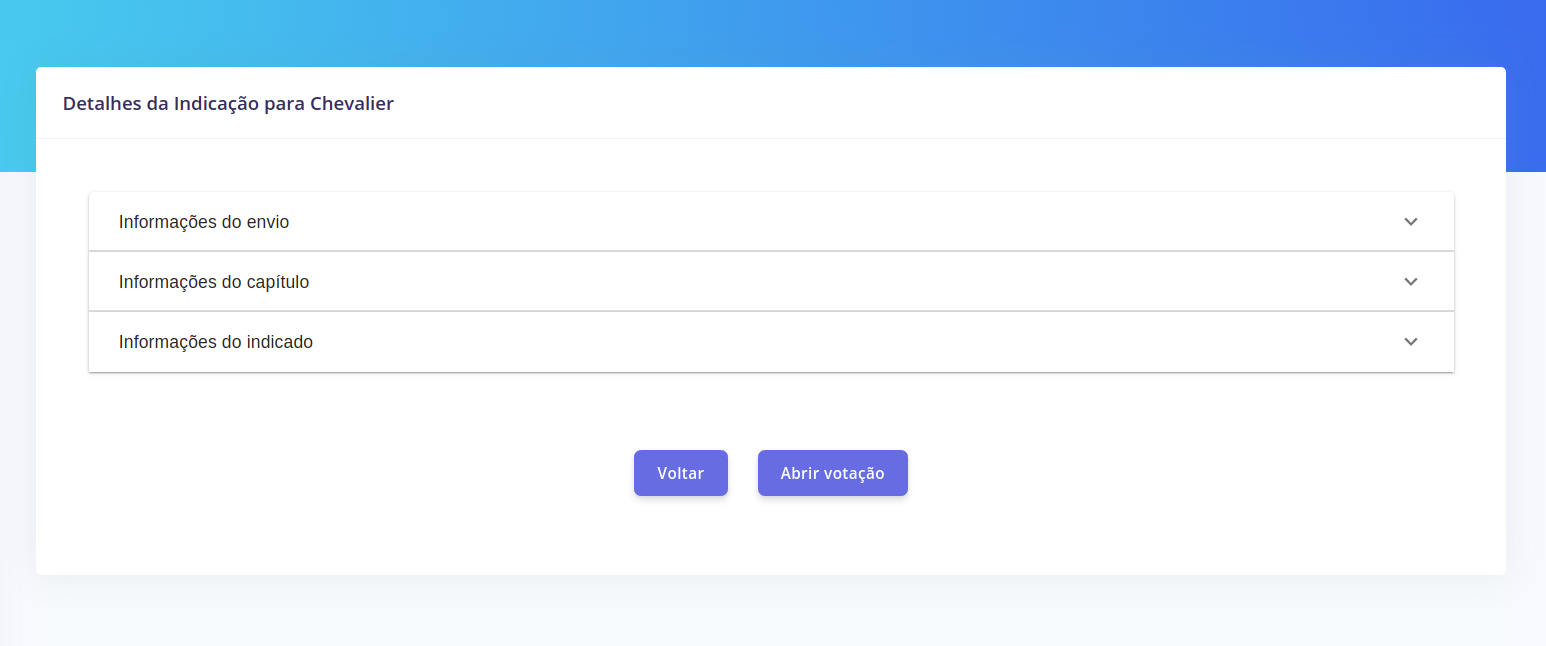 Detalhes da Indicação para Chevalier
Informações do envio
Informações do capítulo
Informações do indicado
Voltar
Abrir votação